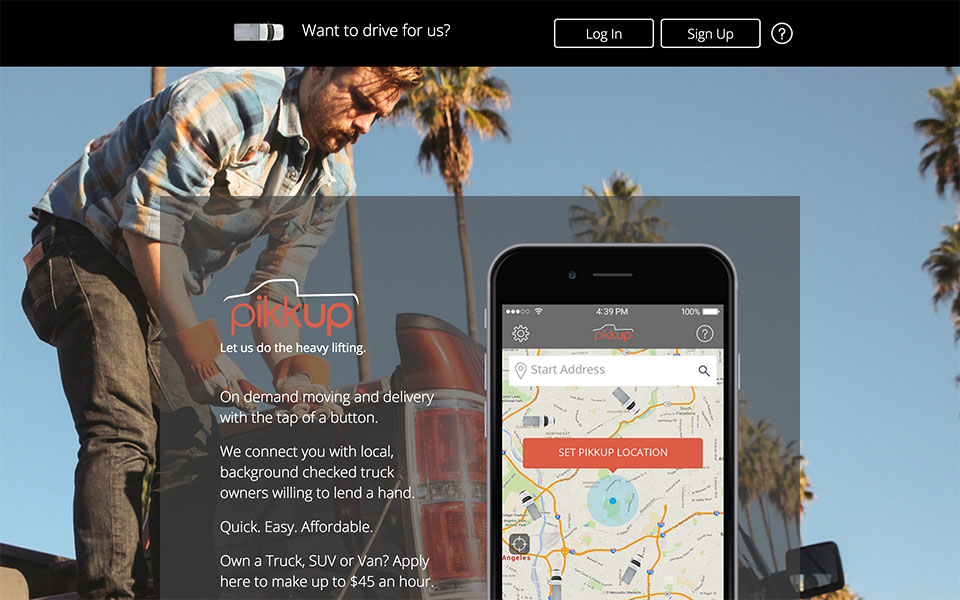 Want to drive for us?
Log In
Sign Up
?
pikkup
Let us do the heavy lifting.
On demand moving and delivery
with the tap of a button.
We connect you with local,
background checked truck
owners willing to lend a hand.
Quick. Easy. Affordable.
Own a Truck, SUV or Van? Apply
here to make up to $45 an hour.
4:39 PM
100%
pikkup
?
Start Address
South
Pasadena
SET PIKKUP LOCATION
Angeles